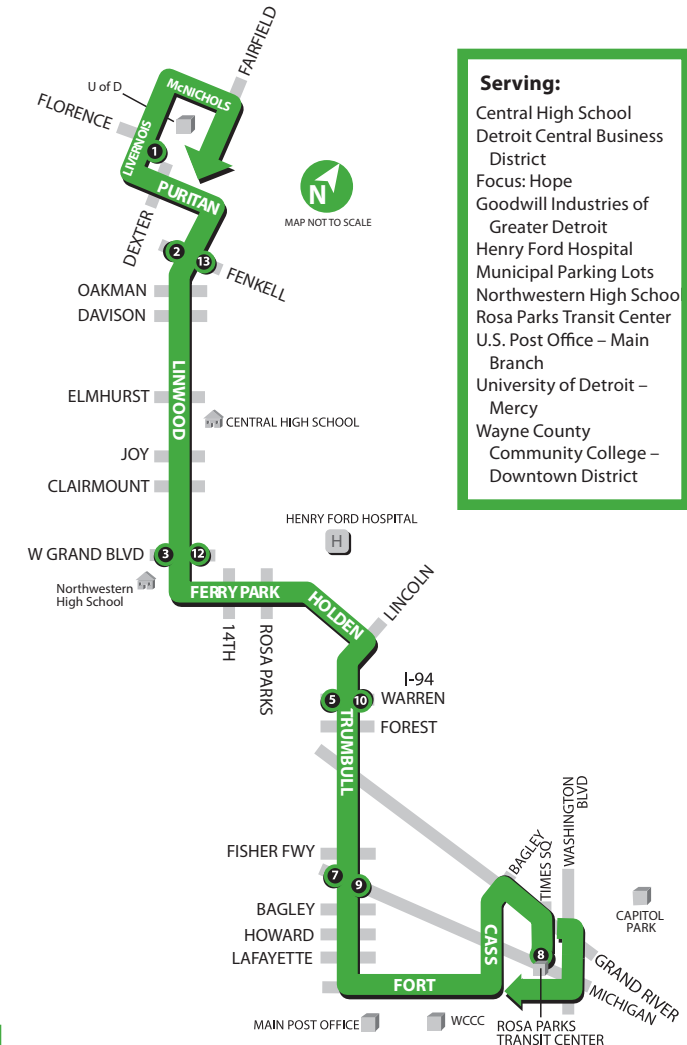 FAIRFIELD
U of D
McNICHOLS
FLORENCE
LIVERNOIS
1
PURITAN
N
MAP NOT TO SCALE
DEXTER
2
13
FENKELL
OAKMAN
DAVISON
LINWOOD
ELMHURST
CENTRAL HIGH SCHOOL
JOY
CLAIRMOUNT
HENRY FORD HOSPITAL
H
W GRAND BLVD
3
12
Northwestern
High School
FERRY PARK
HOLDEN
LINCOLN
14TH
ROSA PARKS
I-94
5
10
WARREN
TRUMBULL
FOREST
FISHER FWY
7
9
BAGLEY
HOWARD
LAFAYETTE
FORT
CASS
BAGLEY
TIMES SQ
WASHINGTON
BLVD
8
CAPITOL
PARK
GRAND RIVER
MICHIGAN
MAIN POST OFFICE
WCCC
ROSA PARKS
TRANSIT CENTER
Serving:
Central High School
Detroit Central Business
District
Focus: Hope
Goodwill Industries of
Greater Detroit
Henry Ford Hospital
Municipal Parking Lots
Northwestern High School
Rosa Parks Transit Center
U.S. Post Office – Main
Branch
University of Detroit –
Mercy
Wayne County
Community College –
Downtown District